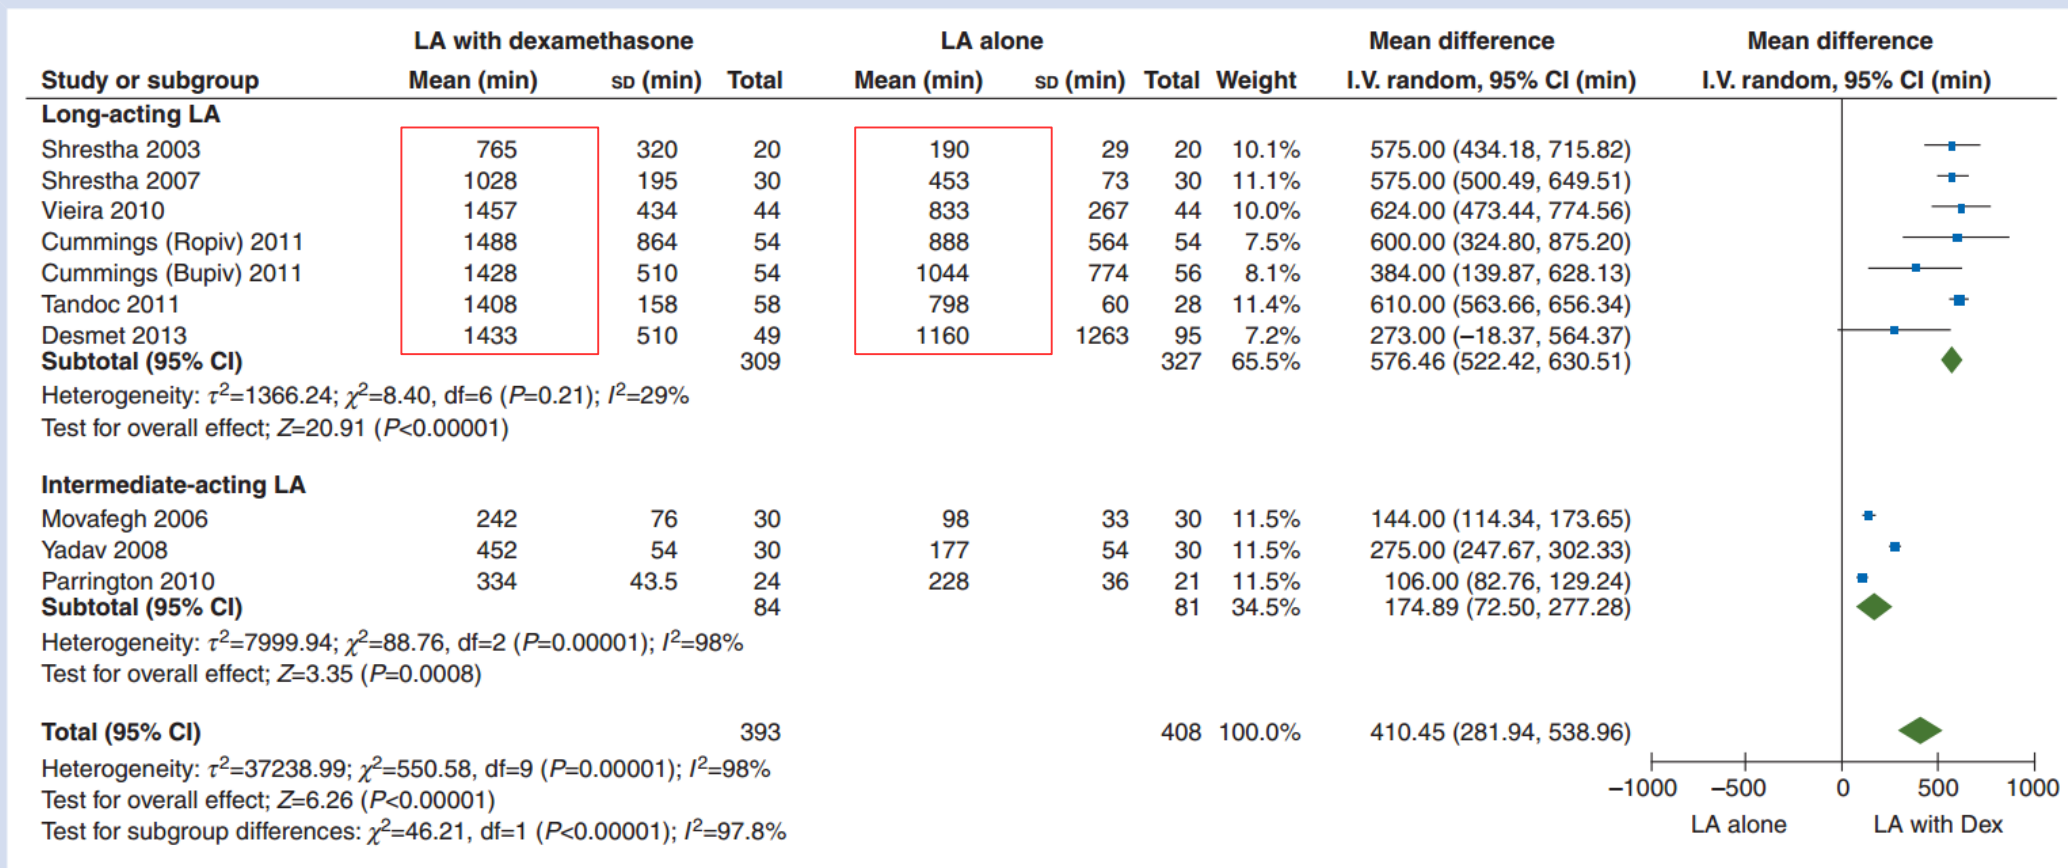 LA with dexamethasone LA alone Mean difference Mean difference
Study or subgroup Mean (min) SD (min) Total Mean (min) SD (min) Total Weight I.V. random, 95% CI (min) I.V. random, 95% CI (min)
Long-acting LA
Shrestha 2003 765 320 20 190 29 20 10.1% 575.00 (434.18, 715.82)
Shrestha 2007 1028 195 30 453 73 30 11.1% 575.00 (500.49, 649.51)
Vieira 2010 1457 434 44 833 267 44 10.0% 624.00 (473.44, 774.56)
Cummings (Ropiv) 2011 1488 864 54 888 564 54 7.5% 600.00 (324.80, 875.20)
Cummings (Bupiv) 2011 1428 510 54 1044 774 56 8.1% 384.00 (139.87, 628.13)
Tandoc 2011 1408 158 58 798 60 28 11.4% 610.00 (563.66, 656.34)
Desmet 2013 1433 510 49 1160 1263 95 7.2% 273.00 (−18.37, 564.37)
Subtotal (95% CI) 309 327 65.5% 576.46 (522.42, 630.51)
Heterogeneity: τ²=1366.24; χ²=8.40, df=6 (P=0.21); I²=29%
Test for overall effect; Z=20.91 (P<0.00001)
Intermediate-acting LA
Movafegh 2006 242 76 30 98 33 30 11.5% 144.00 (114.34, 173.65)
Yadav 2008 452 54 30 177 54 30 11.5% 275.00 (247.67, 302.33)
Parrington 2010 334 43.5 24 228 36 21 11.5% 106.00 (82.76, 129.24)
Subtotal (95% CI) 84 81 34.5% 174.89 (72.50, 277.28)
Heterogeneity: τ²=7999.94; χ²=88.76, df=2 (P=0.00001); I²=98%
Test for overall effect; Z=3.35 (P=0.0008)
Total (95% CI) 393 408 100.0% 410.45 (281.94, 538.96)
Heterogeneity: τ²=37238.99; χ²=550.58, df=9 (P=0.00001); I²=98%
Test for overall effect; Z=6.26 (P<0.00001)
Test for subgroup differences: χ²=46.21, df=1 (P<0.00001); I²=97.8%
−1000 −500 0 500 1000
LA alone LA with Dex